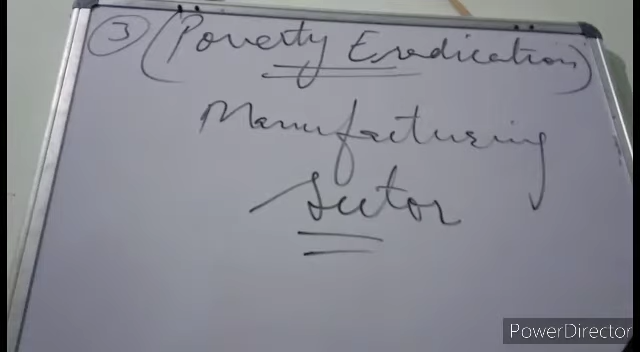 ③ (Poverty Eradication)
Manufacturing
Sector
PowerDirector